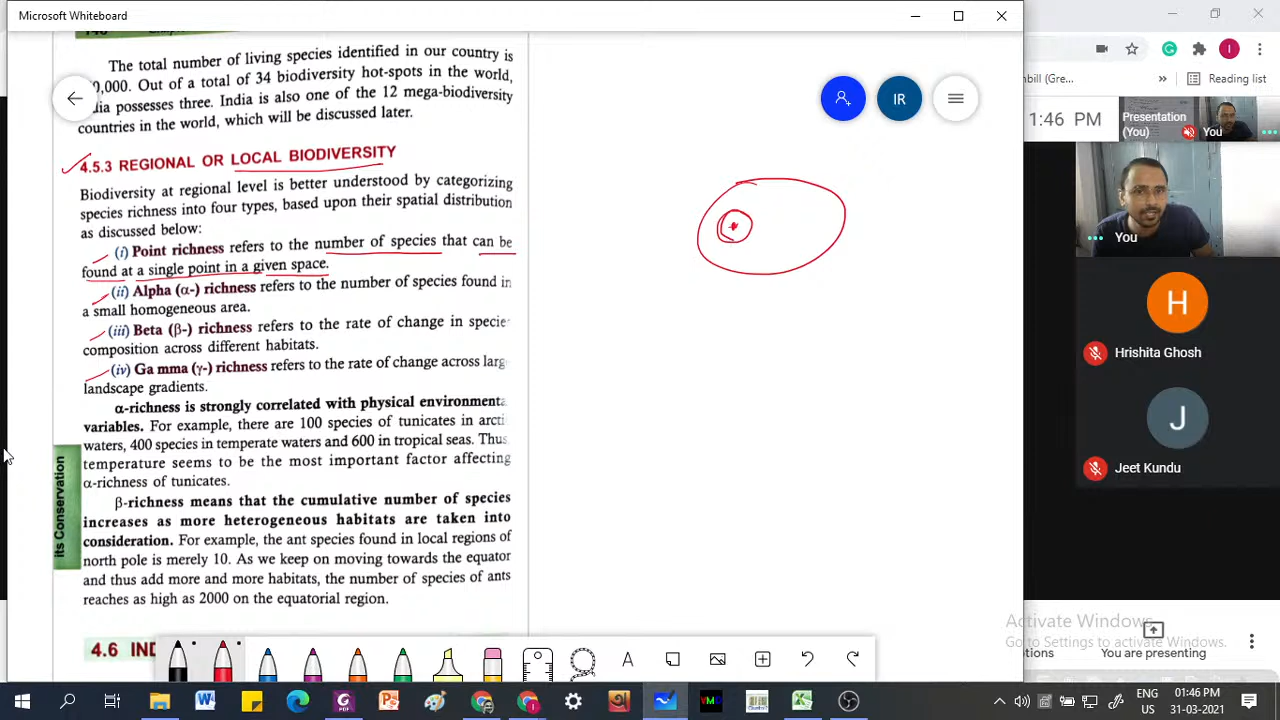 Microsoft Whiteboard
The total number of living species identified in our country is
0,000. Out of a total of 34 biodiversity hot-spots in the world,
dia possesses three. India is also one of the 12 mega-biodiversity
countries in the world, which will be discussed later.
4.5.3 REGIONAL OR LOCAL BIODIVERSITY
Biodiversity at regional level is better understood by categorizing
species richness into four types, based upon their spatial distribution
as discussed below:
(i) Point richness refers to the number of species that can be
found at a single point in a given space.
(ii) Alpha (α-) richness refers to the number of species found in
a small homogeneous area.
(iii) Beta (β-) richness refers to the rate of change in specie
composition across different habitats.
(iv) Ga mma (γ-) richness refers to the rate of change across larg
landscape gradients.
α-richness is strongly correlated with physical environmenta
variables. For example, there are 100 species of tunicates in arcti
waters, 400 species in temperate waters and 600 in tropical seas. Thus
temperature seems to be the most important factor affecting
α-richness of tunicates.
β-richness means that the cumulative number of species
increases as more heterogeneous habitats are taken into
consideration. For example, the ant species found in local regions of
north pole is merely 10. As we keep on moving towards the equator
and thus add more and more habitats, the number of species of ants
reaches as high as 2000 on the equatorial region.
its Conservation
4.6 IND
IR
I
nbill (Gre...
»
Reading list
1:46 PM
Presentation
(You)
You
You
H
Hrishita Ghosh
J
Jeet Kundu
Activate Windows
Go to Settings to activate Windows.
ptions
You are presenting
ENG
US
01:46 PM
31-03-2021